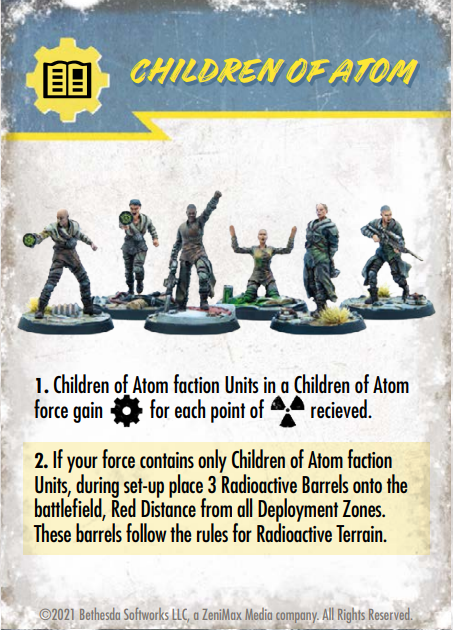 CHILDREN OF ATOM
1. Children of Atom faction Units in a Children of Atom
force gain for each point of recieved.
2. If your force contains only Children of Atom faction
Units, during set-up place 3 Radioactive Barrels onto the
battlefield, Red Distance from all Deployment Zones.
These barrels follow the rules for Radioactive Terrain.
©2021 Bethesda Softworks LLC, a ZeniMax Media company. All Rights Reserved.